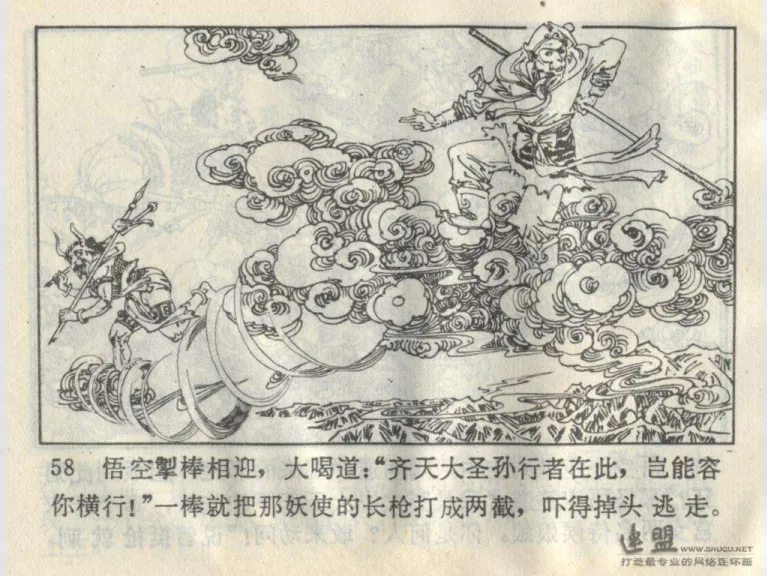 58 悟空掣棒相迎，大喝道：“齐天大圣孙行者在此，岂能容
你横行！”一棒就把那妖使的长枪打成两截，吓得掉头逃走。
连盟 WWW.SHUQU.NET
打造最专业的网络连环画